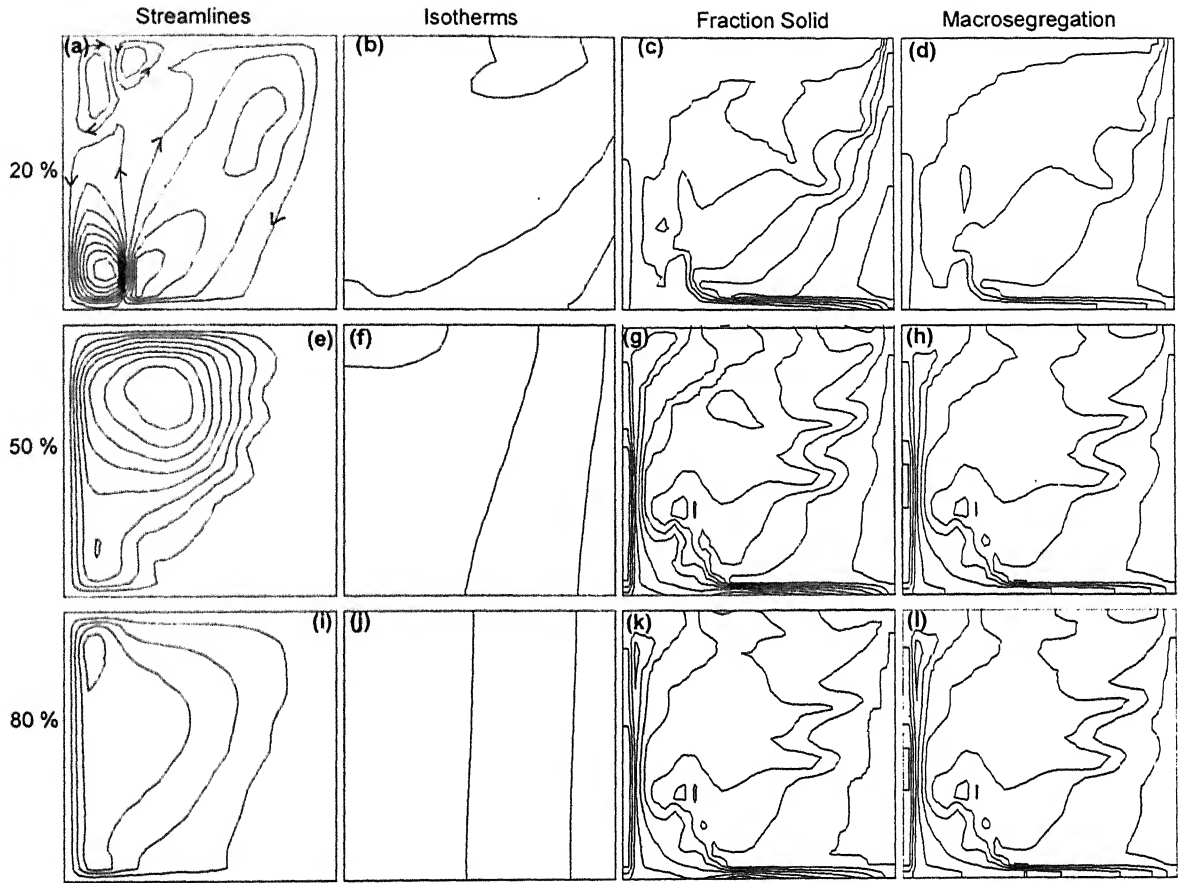 Streamlines Isotherms Fraction Solid Macrosegregation
(a) (b) (c) (d)
20 %
(e) (f) (g) (h)
50 %
(i) (j) (k) (l)
80 %